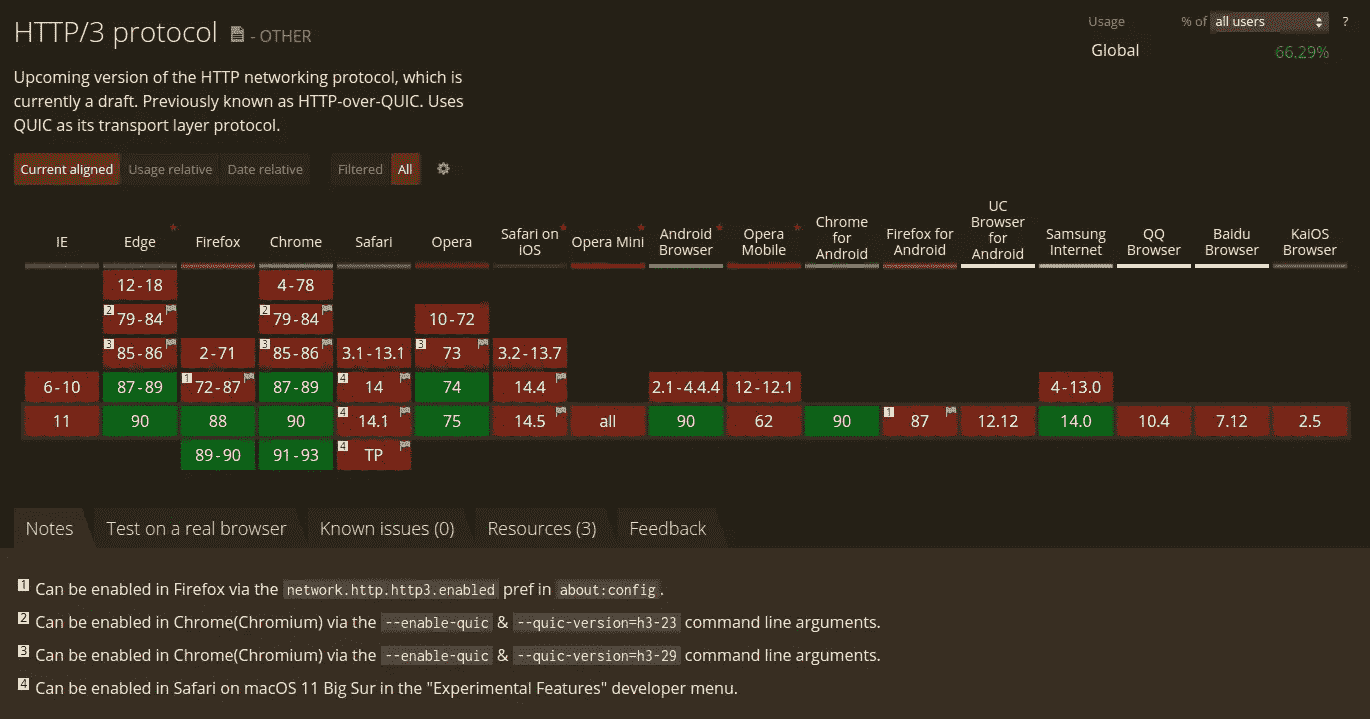 HTTP/3 protocol - OTHER
Usage % of all users ?
Global 66.29%
Upcoming version of the HTTP networking protocol, which is
currently a draft. Previously known as HTTP-over-QUIC. Uses
QUIC as its transport layer protocol.
Current aligned Usage relative Date relative Filtered All
IE Edge * Firefox Chrome Safari Opera Safari on iOS * Opera Mini * Android Browser * Opera Mobile * Chrome for Android Firefox for Android UC Browser for Android Samsung Internet QQ Browser Baidu Browser KaiOS Browser
12-18 4-78
2 79-84 2 79-84 10-72
3 85-86 2-71 3 85-86 3.1-13.1 3 73 3.2-13.7
6-10 87-89 1 72-87 87-89 4 14 74 14.4 2.1-4.4.4 12-12.1 4-13.0
11 90 88 90 4 14.1 75 14.5 all 90 62 90 1 87 12.12 14.0 10.4 7.12 2.5
89-90 91-93 4 TP
Notes Test on a real browser Known issues (0) Resources (3) Feedback
1 Can be enabled in Firefox via the network.http.http3.enabled pref in about:config.
2 Can be enabled in Chrome(Chromium) via the --enable-quic & --quic-version=h3-23 command line arguments.
3 Can be enabled in Chrome(Chromium) via the --enable-quic & --quic-version=h3-29 command line arguments.
4 Can be enabled in Safari on macOS 11 Big Sur in the "Experimental Features" developer menu.